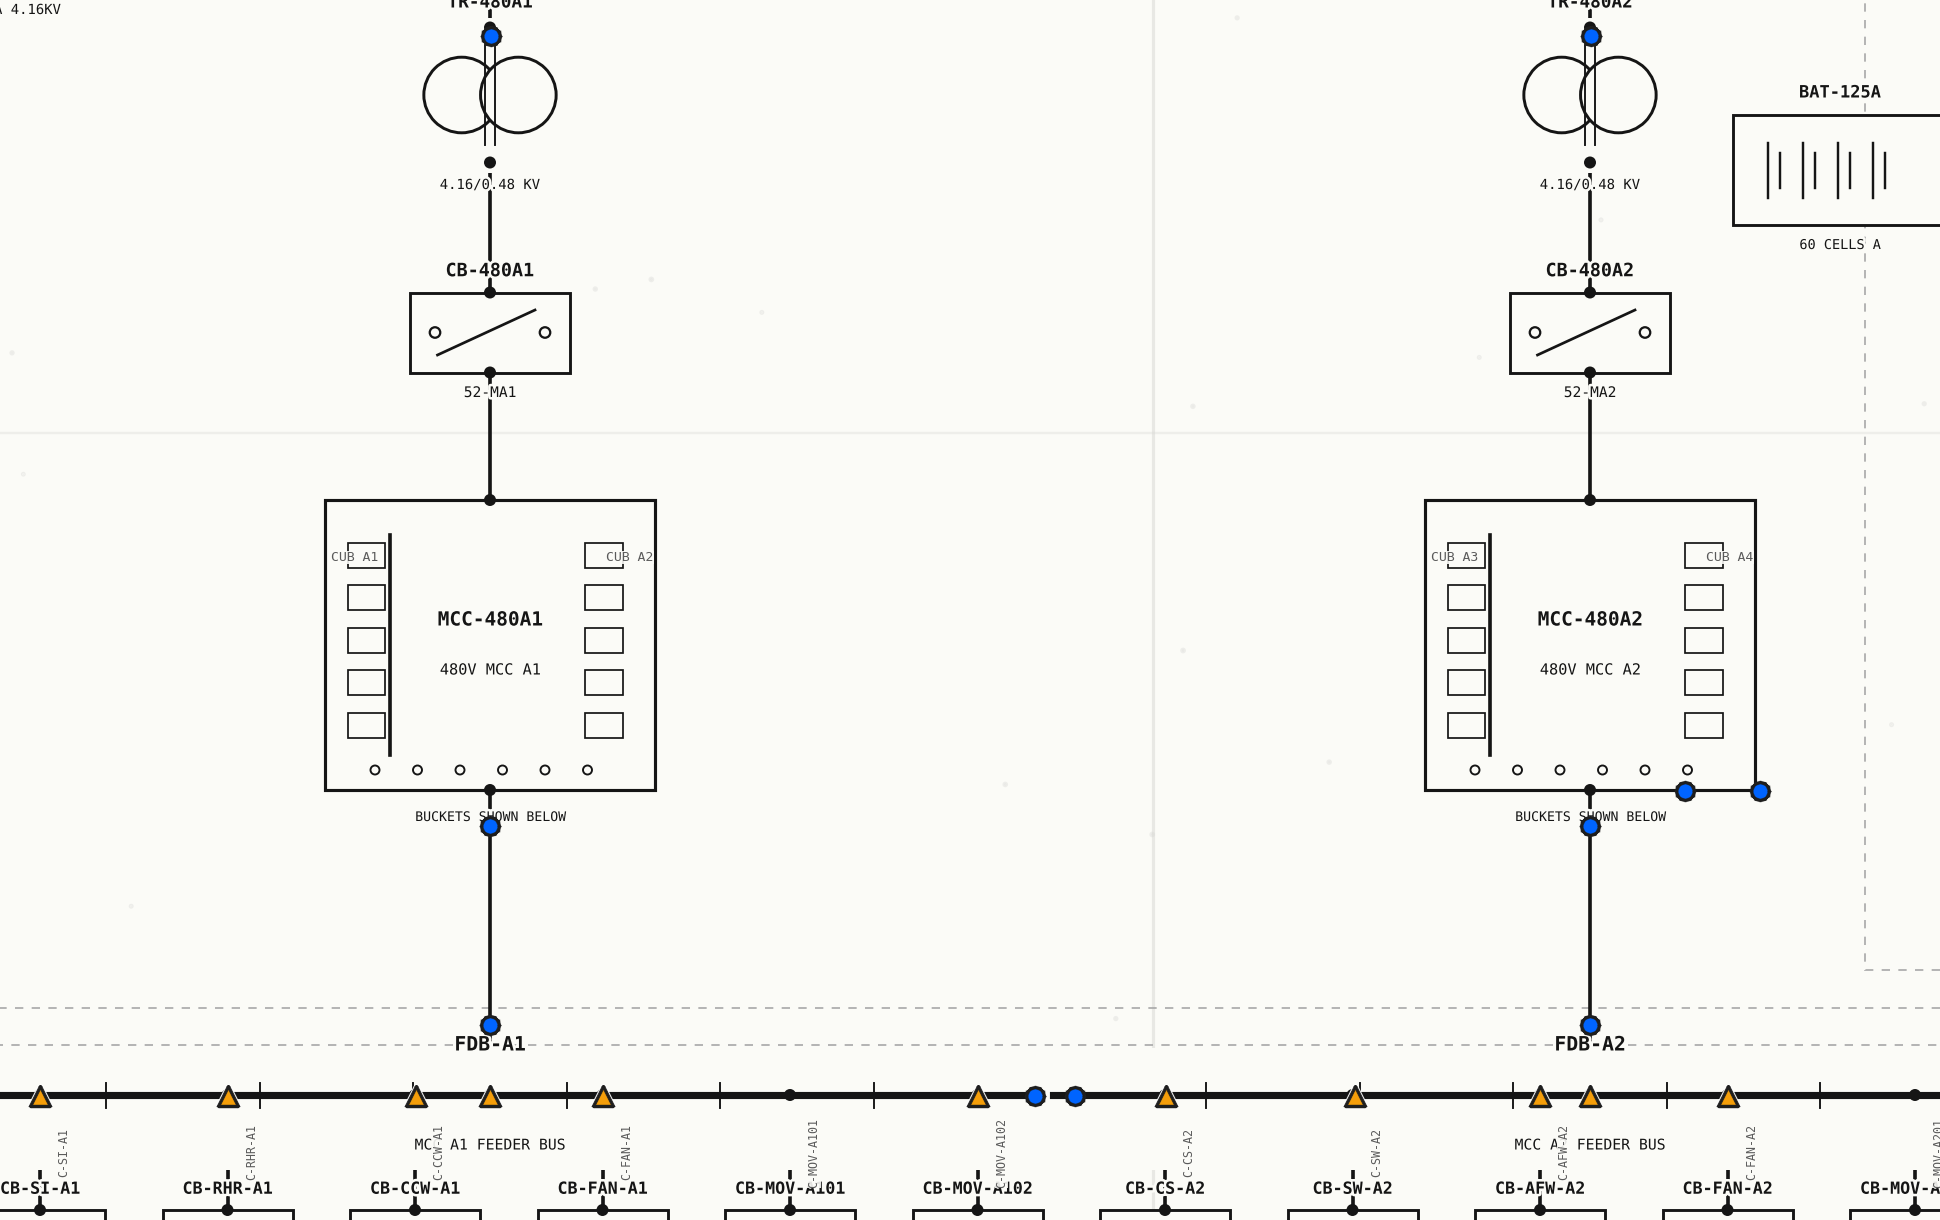 4.16KV
TR-480A1
TR-480A2
BAT-125A
4.16/0.48 KV
4.16/0.48 KV
60 CELLS A
CB-480A1
CB-480A2
52-MA1
52-MA2
CUB A1
CUB A2
CUB A3
CUB A4
MCC-480A1
MCC-480A2
480V MCC A1
480V MCC A2
BUCKETS SHOWN BELOW
BUCKETS SHOWN BELOW
FDB-A1
FDB-A2
C-SI-A1
C-RHR-A1
C-CCW-A1
C-FAN-A1
C-MOV-A101
C-MOV-A102
C-CS-A2
C-SW-A2
C-AFW-A2
C-FAN-A2
C-MOV-A201
MCC A1 FEEDER BUS
MCC A2 FEEDER BUS
CB-SI-A1
CB-RHR-A1
CB-CCW-A1
CB-FAN-A1
CB-MOV-A101
CB-MOV-A102
CB-CS-A2
CB-SW-A2
CB-AFW-A2
CB-FAN-A2
CB-MOV-A